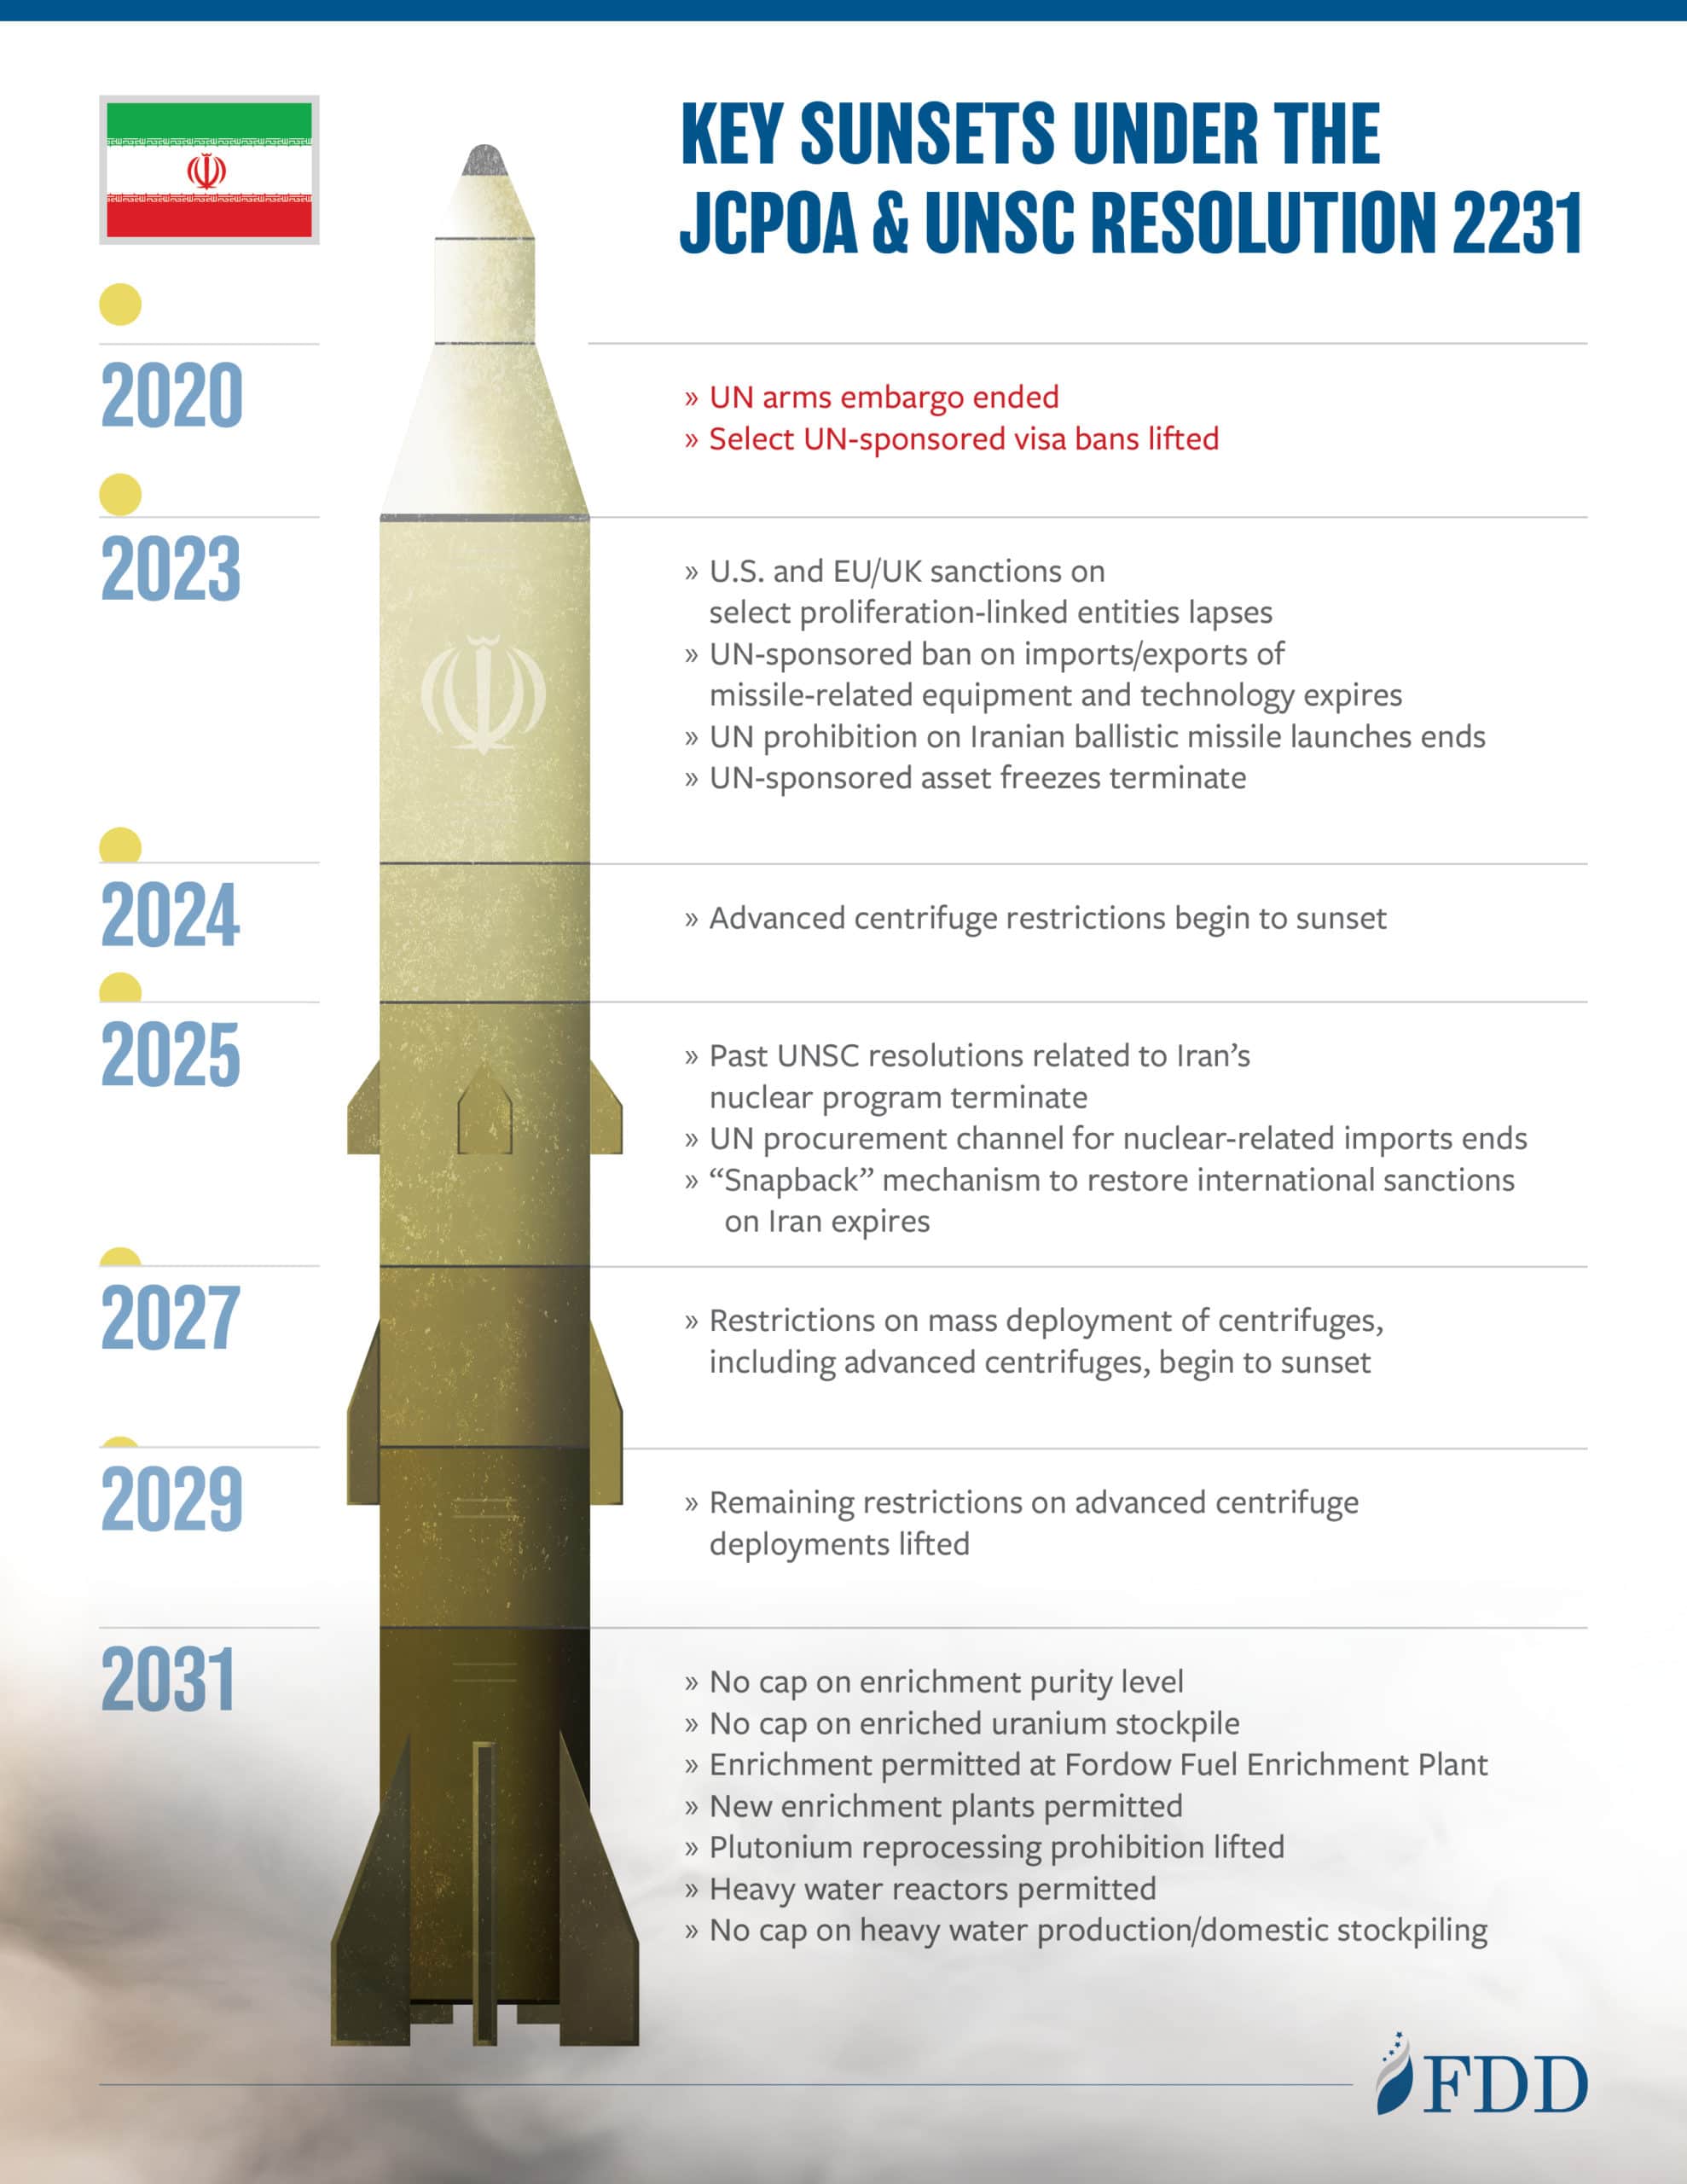 KEY SUNSETS UNDER THE
JCPOA & UNSC RESOLUTION 2231
2020
» UN arms embargo ended
» Select UN-sponsored visa bans lifted
2023
» U.S. and EU/UK sanctions on
select proliferation-linked entities lapses
» UN-sponsored ban on imports/exports of
missile-related equipment and technology expires
» UN prohibition on Iranian ballistic missile launches ends
» UN-sponsored asset freezes terminate
2024
» Advanced centrifuge restrictions begin to sunset
2025
» Past UNSC resolutions related to Iran’s
nuclear program terminate
» UN procurement channel for nuclear-related imports ends
» “Snapback” mechanism to restore international sanctions
on Iran expires
2027
» Restrictions on mass deployment of centrifuges,
including advanced centrifuges, begin to sunset
2029
» Remaining restrictions on advanced centrifuge
deployments lifted
2031
» No cap on enrichment purity level
» No cap on enriched uranium stockpile
» Enrichment permitted at Fordow Fuel Enrichment Plant
» New enrichment plants permitted
» Plutonium reprocessing prohibition lifted
» Heavy water reactors permitted
» No cap on heavy water production/domestic stockpiling
FDD